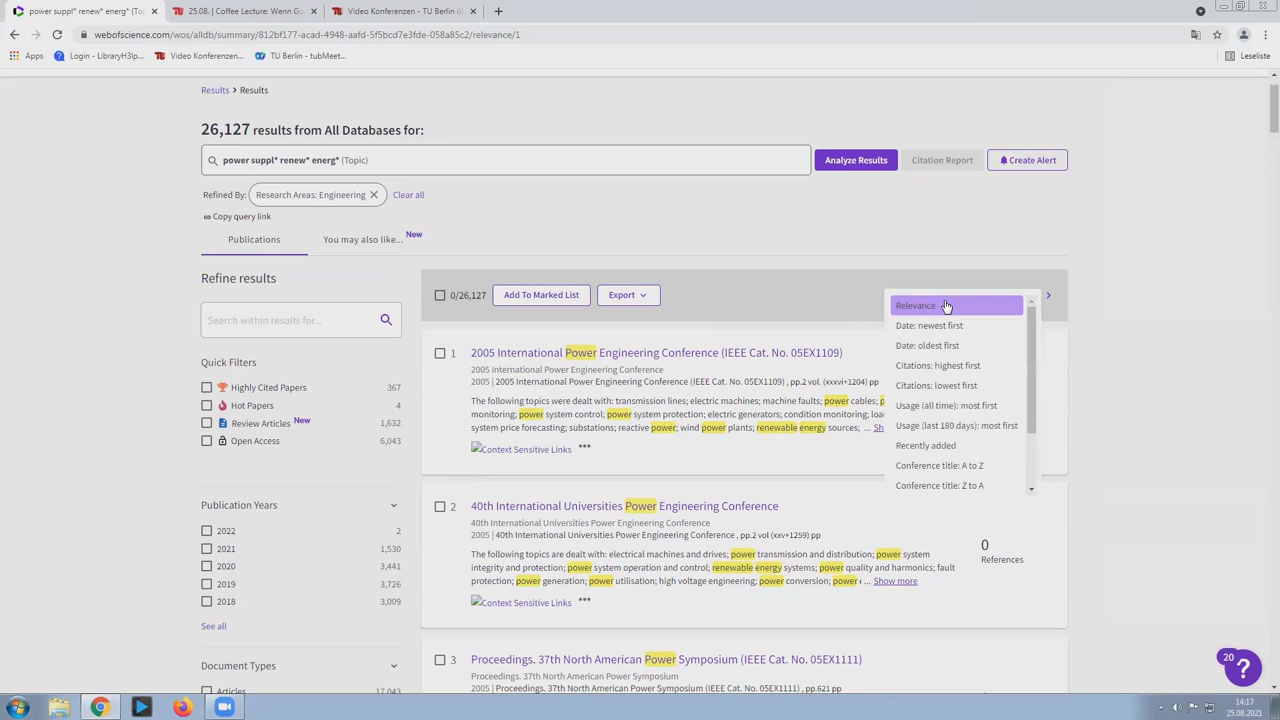 power suppl* renew* energ* (To
25.08. | Coffee Lecture: Wenn Go
Video Konferenzen - TU Berlin ü
webofscience.com/wos/alldb/summary/812bf177-acad-4948-aafd-5f5bcd7e3fde-058a85c2/relevance/1
Apps
Login - LibraryH3lp...
Video Konferenzen...
TU Berlin - tubMeet...
Leseliste
Results > Results
26,127 results from All Databases for:
power suppl* renew* energ* (Topic)
Analyze Results
Citation Report
Create Alert
Refined By:
Research Areas: Engineering
Clear all
Copy query link
Publications
You may also like...
New
Refine results
Search within results for...
Quick Filters
Highly Cited Papers 367
Hot Papers 4
Review Articles New 1,632
Open Access 6,043
Publication Years
2022 2
2021 1,530
2020 3,441
2019 3,726
2018 3,009
See all
Document Types
Articles 17,043
0/26,127
Add To Marked List
Export
Relevance
Date: newest first
Date: oldest first
Citations: highest first
Citations: lowest first
Usage (all time): most first
Usage (last 180 days): most first
Recently added
Conference title: A to Z
Conference title: Z to A
1
2005 International Power Engineering Conference (IEEE Cat. No. 05EX1109)
2005 International Power Engineering Conference
2005 | 2005 International Power Engineering Conference (IEEE Cat. No. 05EX1109) , pp.2 vol. (xxxvi+1204) pp
The following topics were dealt with: transmission lines; electric machines; machine faults; power cables; p
monitoring; power system control; power system protection; electric generators; condition monitoring; loa
system price forecasting; substations; reactive power; wind power plants; renewable energy sources; ... Sh
Context Sensitive Links
2
40th International Universities Power Engineering Conference
40th International Universities Power Engineering Conference
2005 | 40th International Universities Power Engineering Conference , pp.2 vol (xxv+1259) pp
The following topics are dealt with: electrical machines and drives; power transmission and distribution; power system
integrity and protection; power system operation and control; renewable energy systems; power quality and harmonics; fault
protection; power generation; power utilisation; high voltage engineering; power conversion; power e ... Show more
Context Sensitive Links
0
References
3
Proceedings. 37th North American Power Symposium (IEEE Cat. No. 05EX1111)
Proceedings. 37th North American Power Symposium
2005 | Proceedings. 37th North American Power Symposium (IEEE Cat. No. 05EX1111) , pp.621 pp
20
?
14:17
25.08.2021